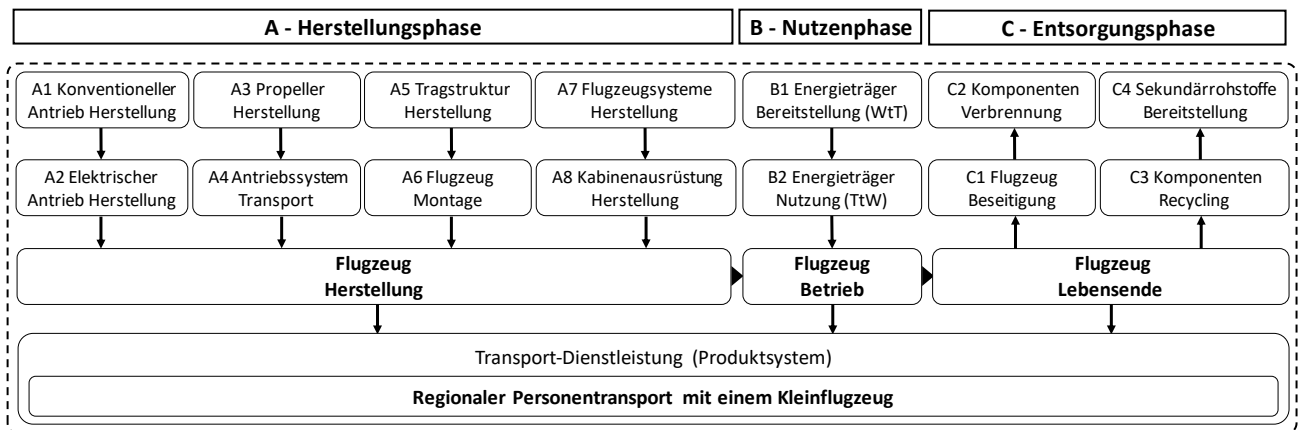 A - Herstellungsphase
B - Nutzenphase
C - Entsorgungsphase
A1 Konventioneller
Antrieb Herstellung
A3 Propeller
Herstellung
A5 Tragstruktur
Herstellung
A7 Flugzeugsysteme
Herstellung
B1 Energieträger
Bereitstellung (WtT)
C2 Komponenten
Verbrennung
C4 Sekundärrohstoffe
Bereitstellung
A2 Elektrischer
Antrieb Herstellung
A4 Antriebssystem
Transport
A6 Flugzeug
Montage
A8 Kabinenausrüstung
Herstellung
B2 Energieträger
Nutzung (TtW)
C1 Flugzeug
Beseitigung
C3 Komponenten
Recycling
Flugzeug
Herstellung
Flugzeug
Betrieb
Flugzeug
Lebensende
Transport-Dienstleistung (Produktsystem)
Regionaler Personentransport mit einem Kleinflugzeug